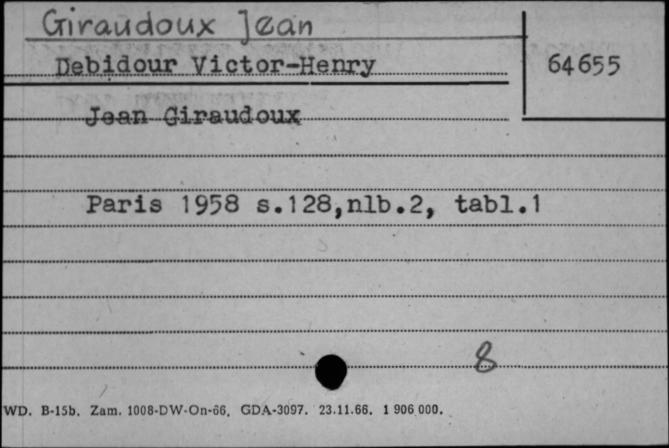 Giraudoux Jean
Debidour Victor-Henry
64655
Jean Giraudoux
Paris 1958 s.128,nlb.2, tabl.1
8
WD. B-15b. Zam. 1008-DW-On-66. GDA-3097. 23.11.66. 1 906 000.